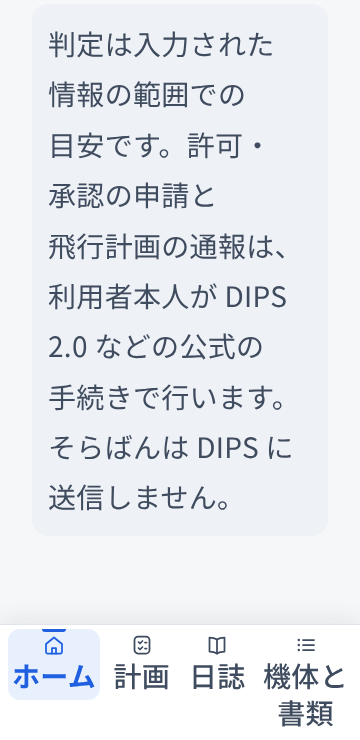 判定は入力された
情報の範囲での
目安です。許可・
承認の申請と
飛行計画の通報は、
利用者本人が DIPS
2.0 などの公式の
手続きで行います。
そらばんは DIPS に
送信しません。
ホーム
計画
日誌
機体と
書類